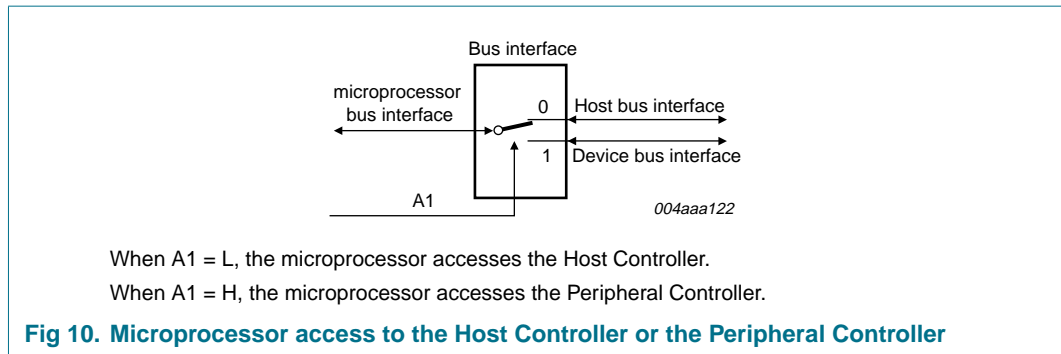 Bus interface
microprocessor
bus interface
0
Host bus interface
1
Device bus interface
A1
004aaa122
When A1 = L, the microprocessor accesses the Host Controller.
When A1 = H, the microprocessor accesses the Peripheral Controller.
Fig 10. Microprocessor access to the Host Controller or the Peripheral Controller